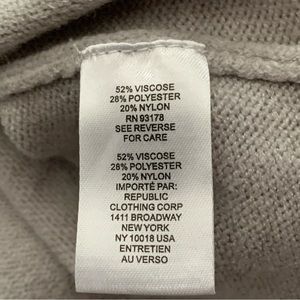 52% VISCOSE
28% POLYESTER
20% NYLON
RN 93178
SEE REVERSE
FOR CARE
52% VISCOSE
28% POLYESTER
20% NYLON
IMPORTÉ PAR:
REPUBLIC
CLOTHING CORP
1411 BROADWAY
NEW YORK
NY 10018 USA
ENTRETIEN
AU VERSO